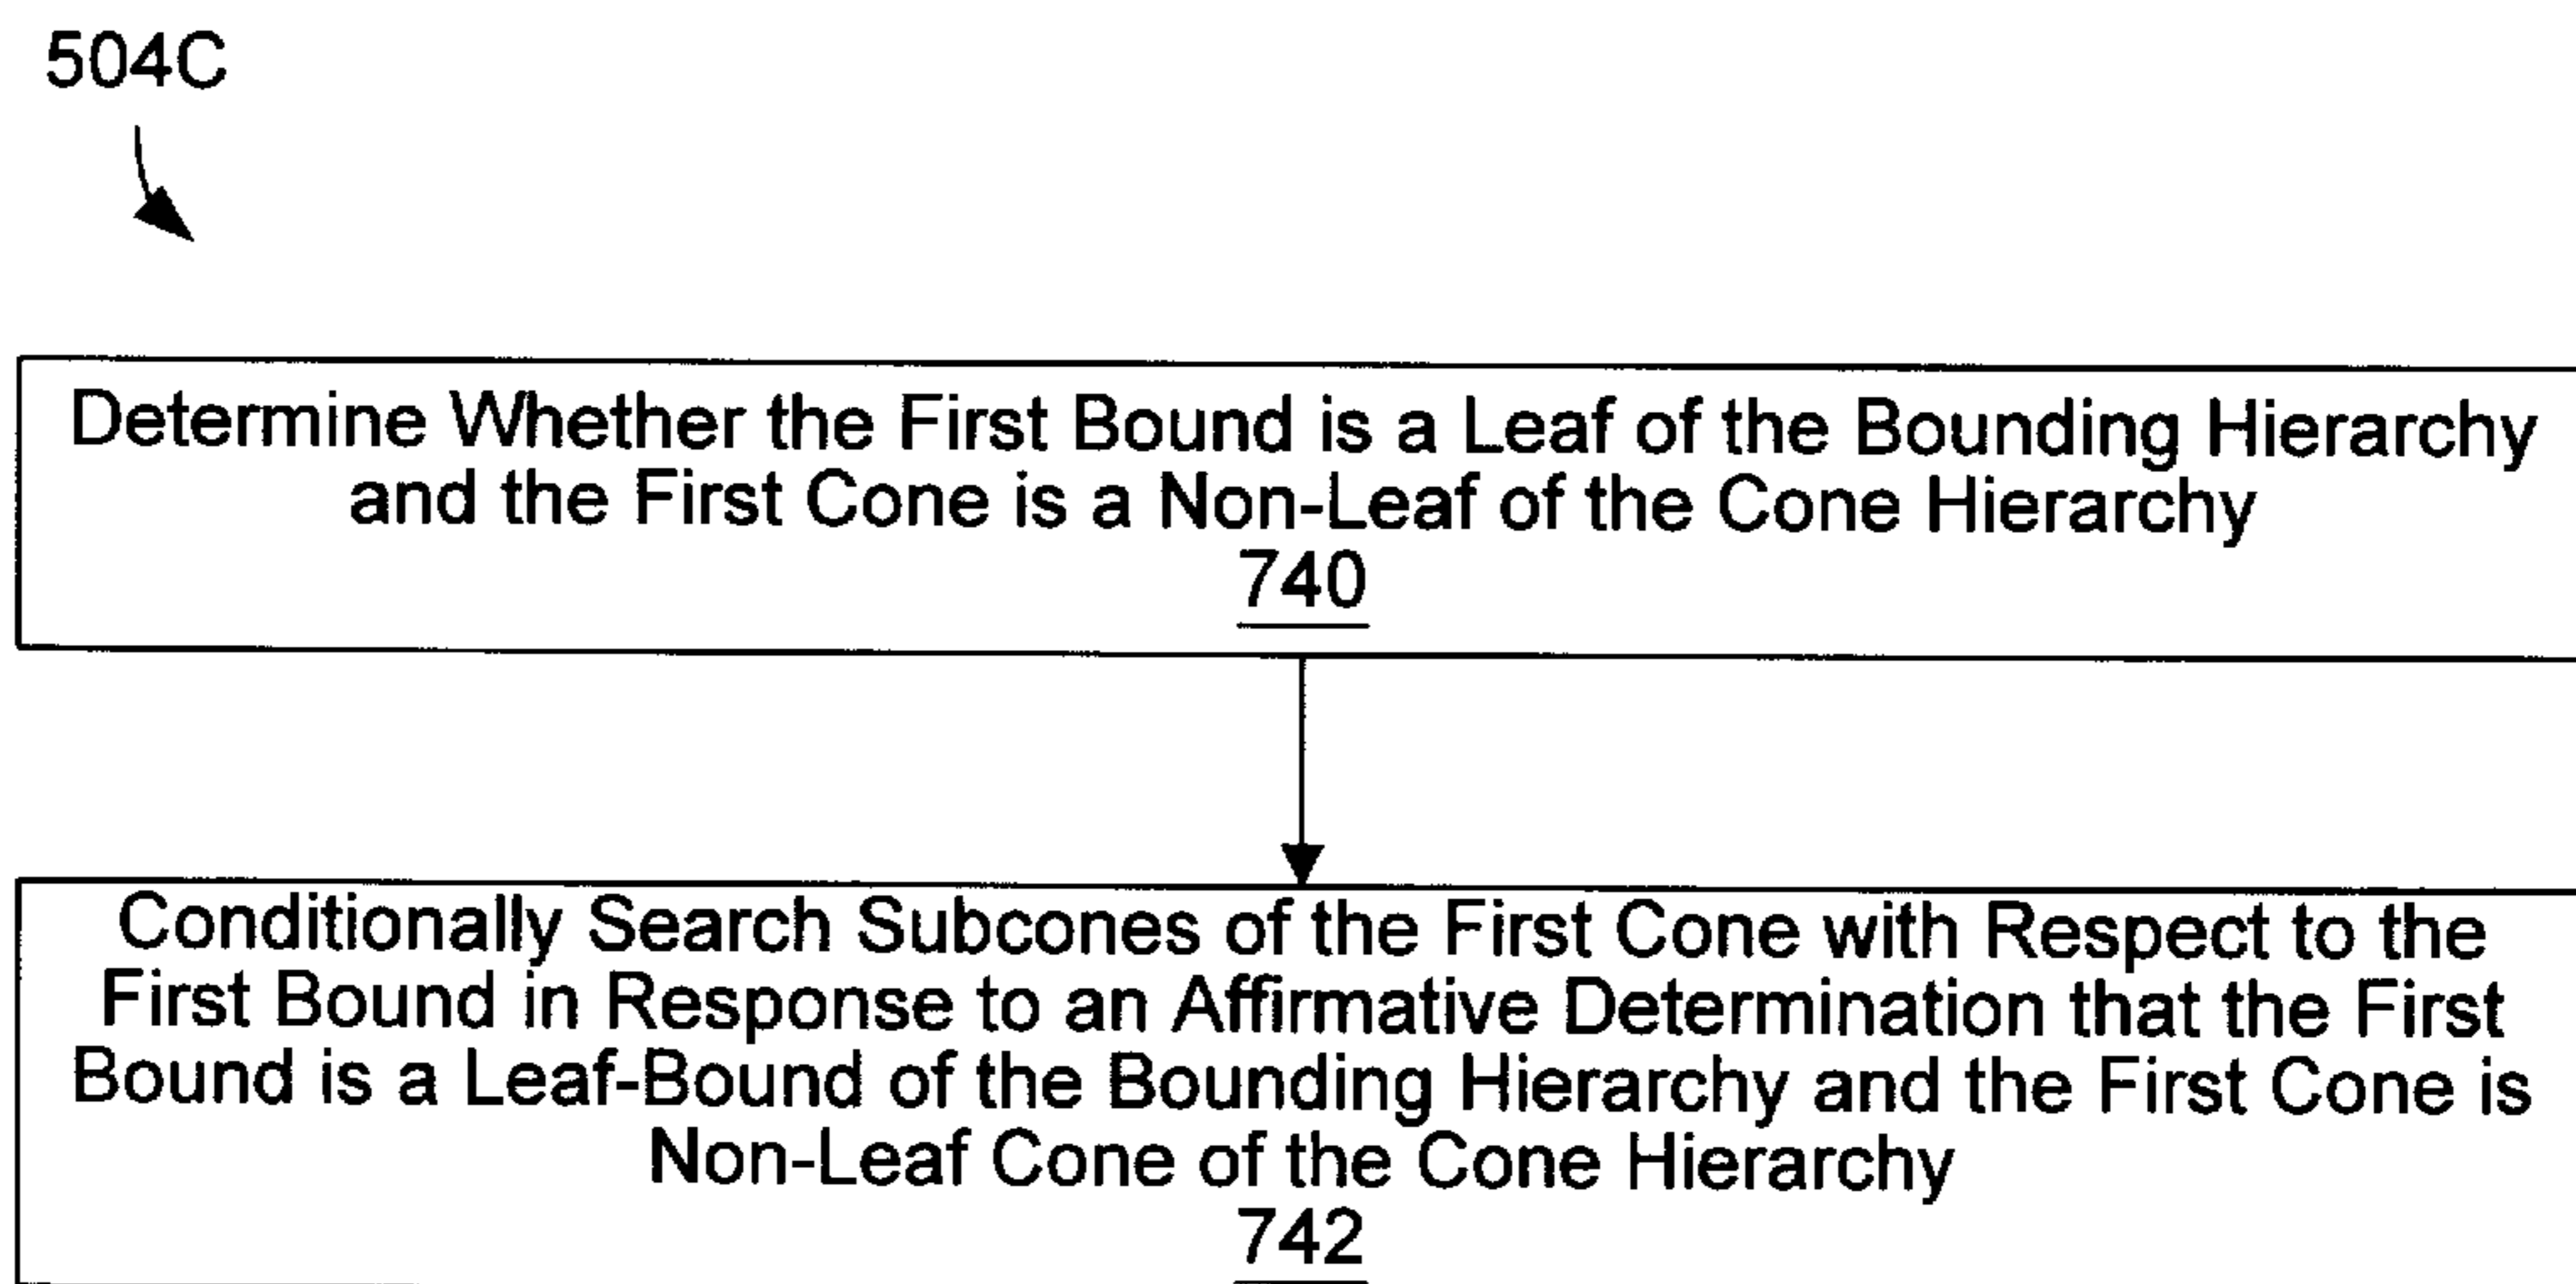 504C
Determine Whether the First Bound is a Leaf of the Bounding Hierarchy
and the First Cone is a Non-Leaf of the Cone Hierarchy
740
Conditionally Search Subcones of the First Cone with Respect to the
First Bound in Response to an Affirmative Determination that the First
Bound is a Leaf-Bound of the Bounding Hierarchy and the First Cone is
Non-Leaf Cone of the Cone Hierarchy
742